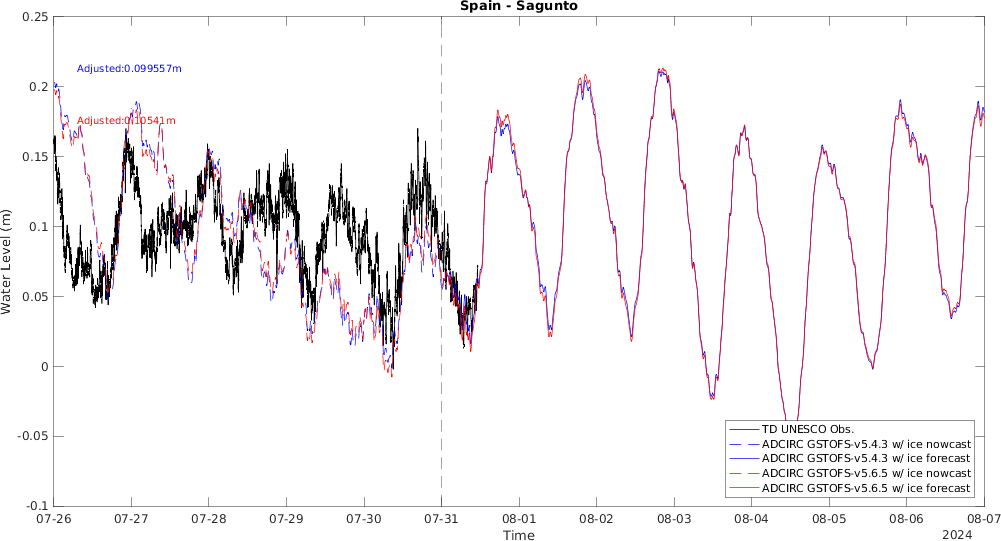 Spain - Sagunto
0.25
0.2
0.15
0.1
0.05
0
-0.05
-0.1
Water Level (m)
Adjusted:0.099557m
Adjusted:0.10541m
TD UNESCO Obs.
ADCIRC GSTOFS-v5.4.3 w/ ice nowcast
ADCIRC GSTOFS-v5.4.3 w/ ice forecast
ADCIRC GSTOFS-v5.6.5 w/ ice nowcast
ADCIRC GSTOFS-v5.6.5 w/ ice forecast
07-26 07-27 07-28 07-29 07-30 07-31 08-01 08-02 08-03 08-04 08-05 08-06 08-07
Time
2024